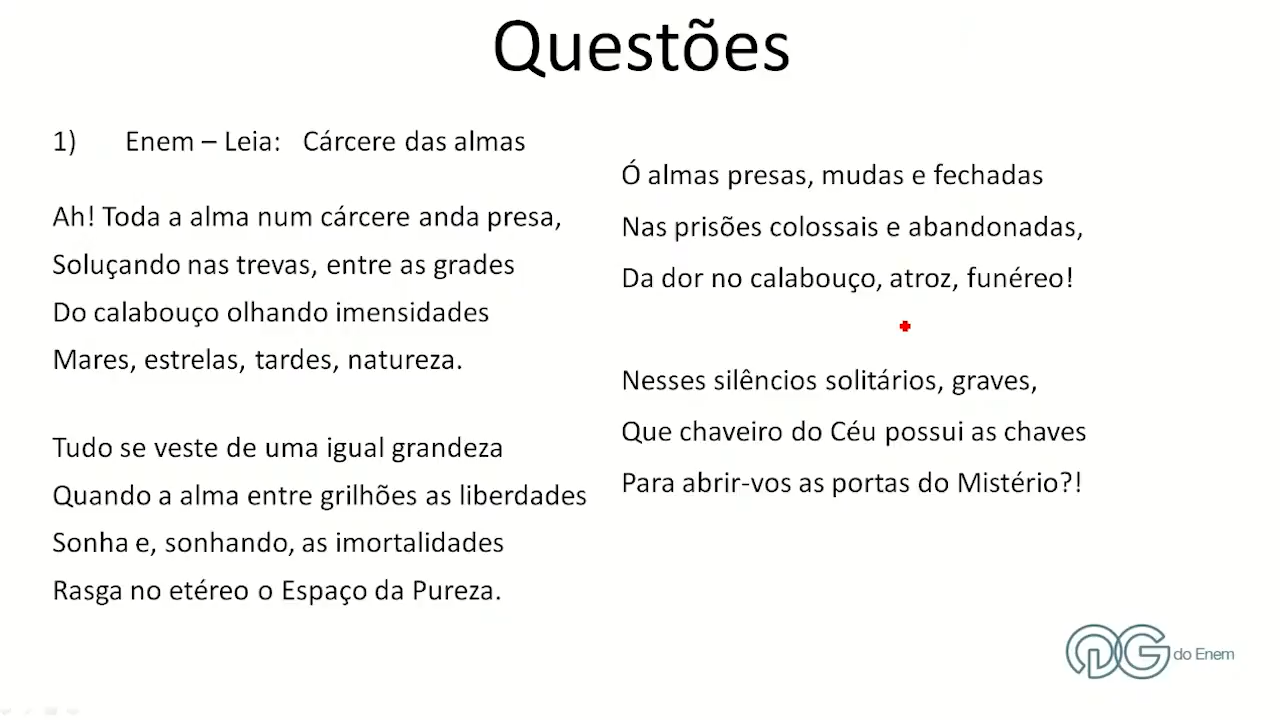 Questões
1) Enem – Leia: Cárcere das almas
Ah! Toda a alma num cárcere anda presa,
Soluçando nas trevas, entre as grades
Do calabouço olhando imensidades
Mares, estrelas, tardes, natureza.
Tudo se veste de uma igual grandeza
Quando a alma entre grilhões as liberdades
Sonha e, sonhando, as imortalidades
Rasga no etéreo o Espaço da Pureza.
Ó almas presas, mudas e fechadas
Nas prisões colossais e abandonadas,
Da dor no calabouço, atroz, funéreo!
Nesses silêncios solitários, graves,
Que chaveiro do Céu possui as chaves
Para abrir-vos as portas do Mistério?!
QG do Enem